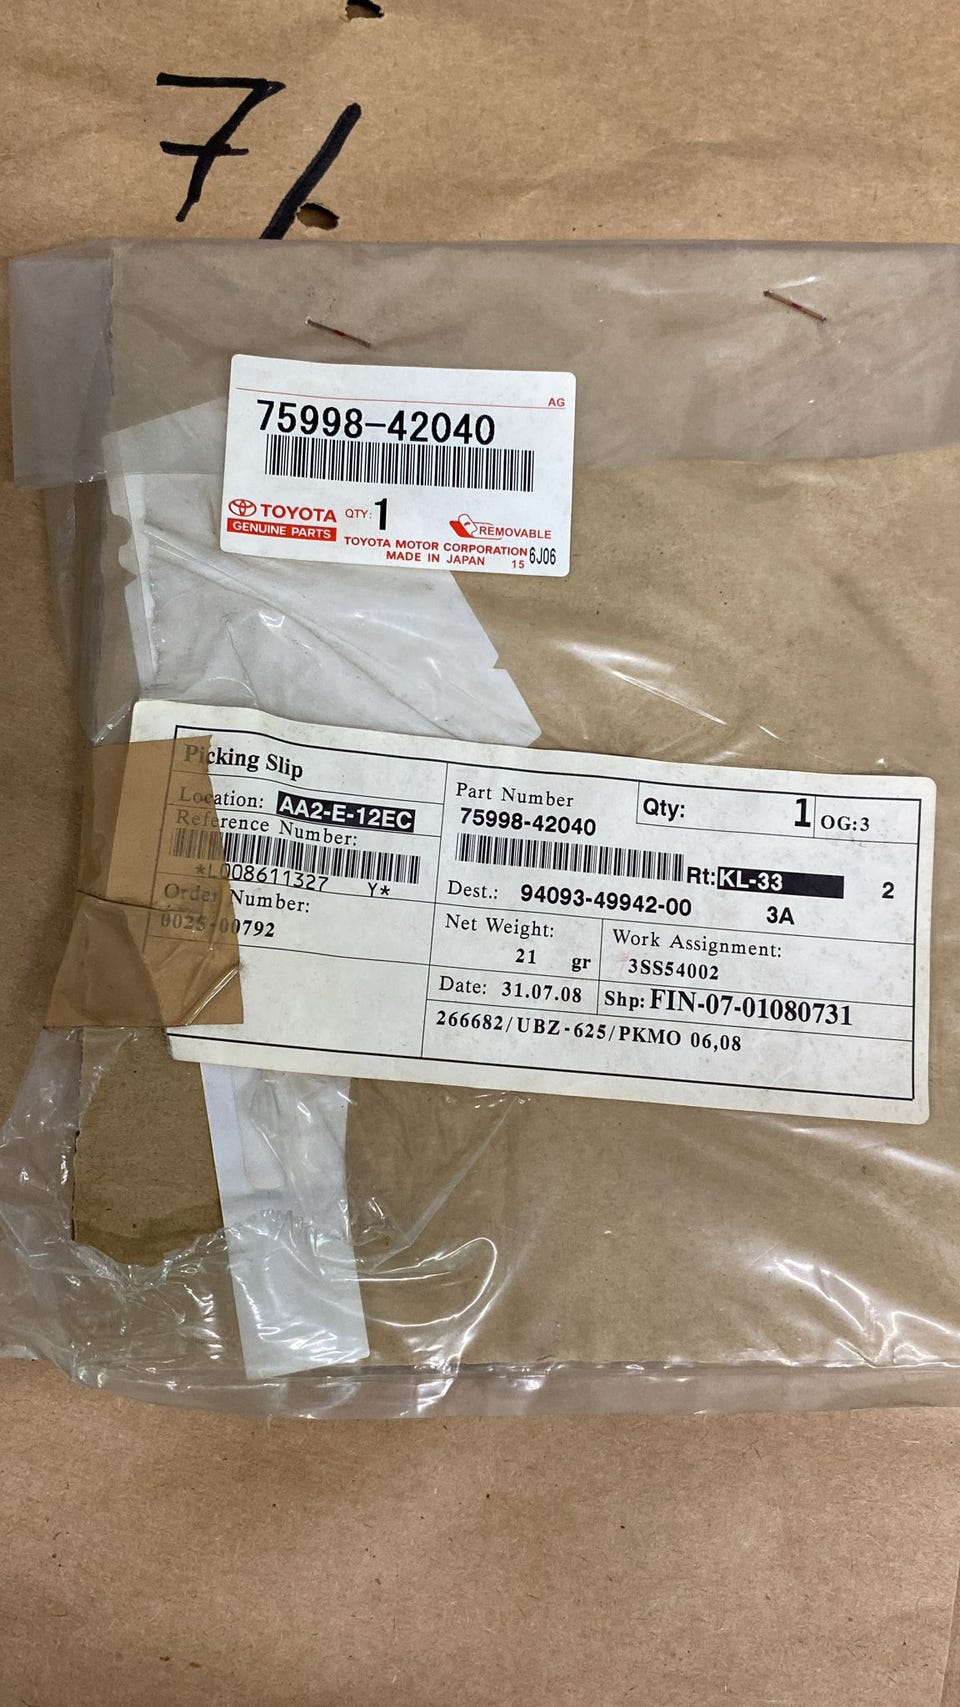 7/
AG
75998-42040
TOYOTA
GENUINE PARTS
QTY: 1
REMOVABLE
TOYOTA MOTOR CORPORATION
MADE IN JAPAN 15 6J06
Picking Slip
Location: AA2-E-12EC
Reference Number:
*L008611327 Y*
Order Number:
0025-00792
Part Number
75998-42040
Qty: 1 OG:3
Rt: KL-33 2
Dest.: 94093-49942-00 3A
Net Weight:
21 gr
Work Assignment:
3SS54002
Date: 31.07.08
Shp: FIN-07-01080731
266682/UBZ-625/PKMO 06,08